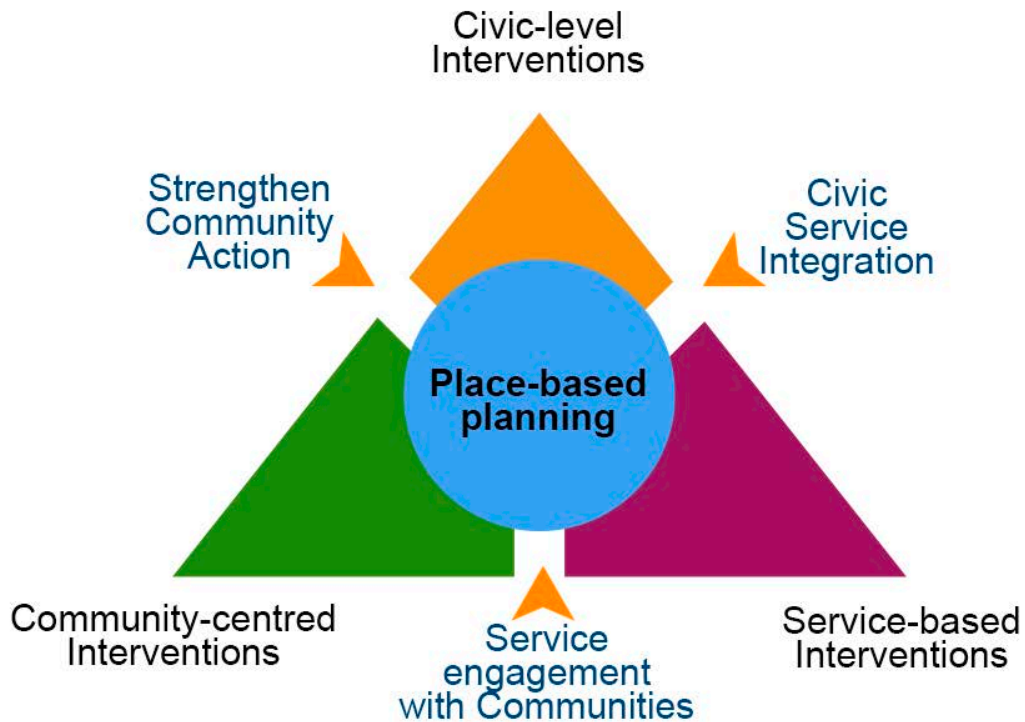 Civic-level
Interventions
Strengthen
Community
Action
Civic
Service
Integration
Place-based
planning
Community-centred
Interventions
Service
engagement
with Communities
Service-based
Interventions